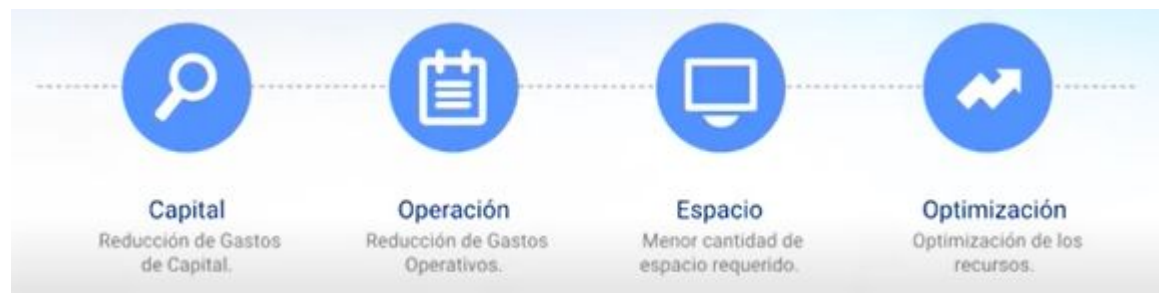 Capital
Reducción de Gastos
de Capital.
Operación
Reducción de Gastos
Operativos.
Espacio
Menor cantidad de
espacio requerido.
Optimización
Optimización de los
recursos.